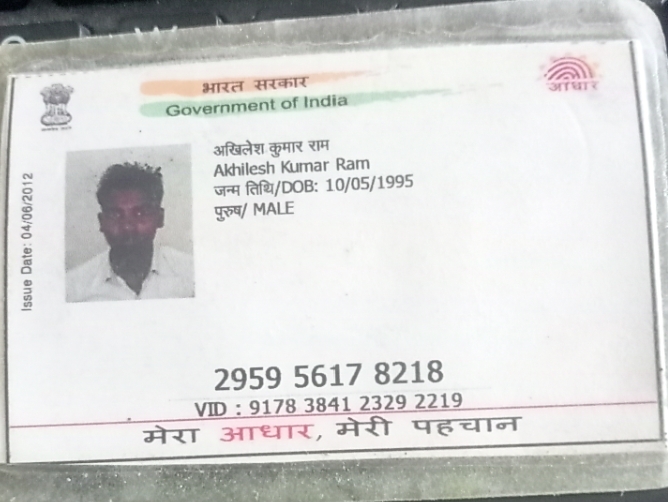 भारत सरकार
Government of India
आधार
अखिलेश कुमार राम
Akhilesh Kumar Ram
जन्म तिथि/DOB: 10/05/1995
पुरुष/ MALE
Issue Date: 04/06/2012
2959 5617 8218
VID : 9178 3841 2329 2219
मेरा आधार, मेरी पहचान